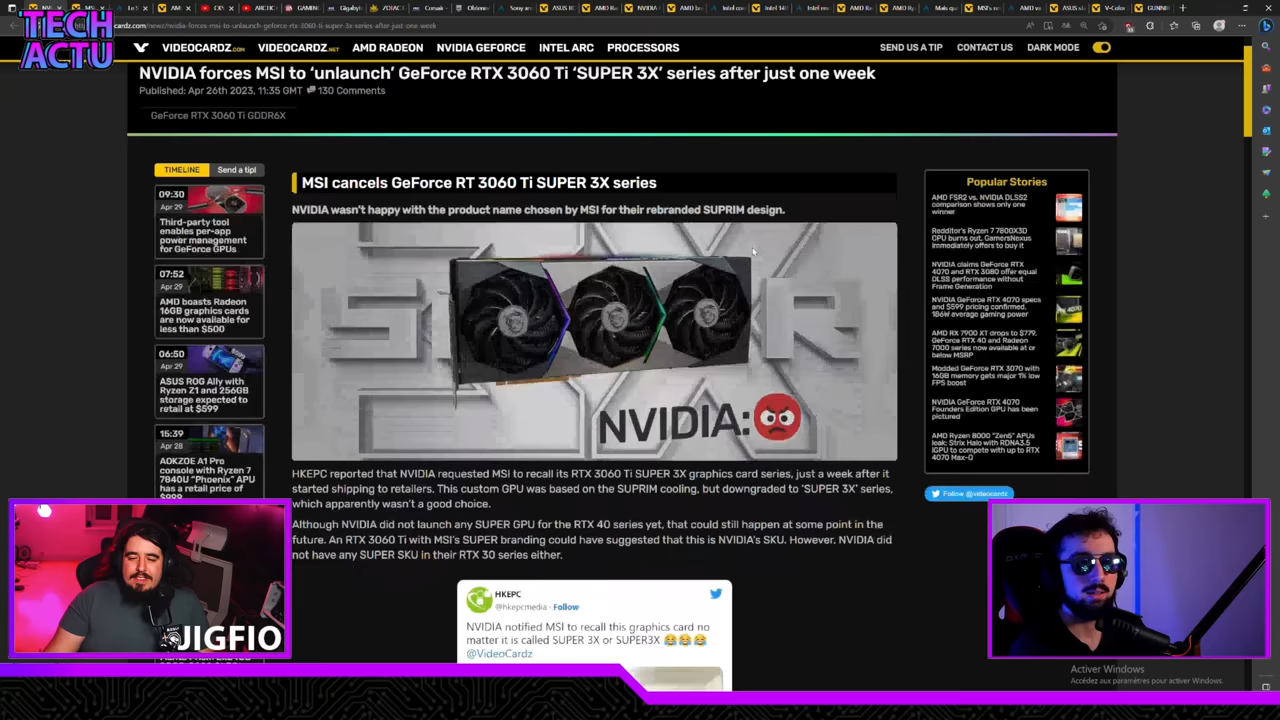 TECH
ACTU
cardz.com/newz/nvidia-forces-msi-to-unlaunch-geforce-rtx-3060-ti-super-3x-series-after-just-one-week
VIDEOCARDZ.COM
VIDEOCARDZ.NET
AMD RADEON
NVIDIA GEFORCE
INTEL ARC
PROCESSORS
SEND US A TIP
CONTACT US
DARK MODE
NVIDIA forces MSI to ‘unlaunch’ GeForce RTX 3060 Ti ‘SUPER 3X’ series after just one week
Published: Apr 26th 2023, 11:35 GMT 130 Comments
GeForce RTX 3060 Ti GDDR6X
TIMELINE
Send a tip!
09:30
Apr 29
Third-party tool
enables per-app
power management
for GeForce GPUs
07:52
Apr 29
AMD boasts Radeon
16GB graphics cards
are now available for
less than $500
06:50
Apr 29
ASUS ROG Ally with
Ryzen Z1 and 256GB
storage expected to
retail at $599
15:39
Apr 28
AOKZOE A1 Pro
console with Ryzen 7
7840U "Phoenix" APU
has a retail price of
$999
MSI cancels GeForce RT 3060 Ti SUPER 3X series
NVIDIA wasn't happy with the product name chosen by MSI for their rebranded SUPRIM design.
NVIDIA:
HKEPC reported that NVIDIA requested MSI to recall its RTX 3060 Ti SUPER 3X graphics card series, just a week after it
started shipping to retailers. This custom GPU was based on the SUPRIM cooling, but downgraded to ‘SUPER 3X’ series,
which apparently wasn't a good choice.
Although NVIDIA did not launch any SUPER GPU for the RTX 40 series yet, that could still happen at some point in the
future. An RTX 3060 Ti with MSI's SUPER branding could have suggested that this is NVIDIA's SKU. However, NVIDIA did
not have any SUPER SKU in their RTX 30 series either.
HKEPC
@hkepcmedia · Follow
NVIDIA notified MSI to recall this graphics card no
matter it is called SUPER 3X or SUPER3X 😂😂😂
@VideoCardz
Popular Stories
AMD FSR2 vs. NVIDIA DLSS2
comparison shows only one
winner
Redditor's Ryzen 7 7800X3D
CPU burns out, GamersNexus
immediately offers to buy it
NVIDIA claims GeForce RTX
4070 and RTX 3080 offer equal
DLSS performance without
Frame Generation
NVIDIA GeForce RTX 4070 specs
and $599 pricing confirmed,
186W average gaming power
AMD RX 7900 XT drops to $779,
GeForce RTX 40 and Radeon
7000 series now available at or
below MSRP
Modded GeForce RTX 3070 with
16GB memory gets major 1% low
FPS boost
NVIDIA GeForce RTX 4070
Founders Edition GPU has been
pictured
AMD Ryzen 8000 "Zen5" APUs
leak: Strix Halo with RDNA3.5
iGPU to compete with up to RTX
4070 Max-Q
Follow @videocardz
JIGFIO
Activer Windows
Accédez aux paramètres pour activer Windows.